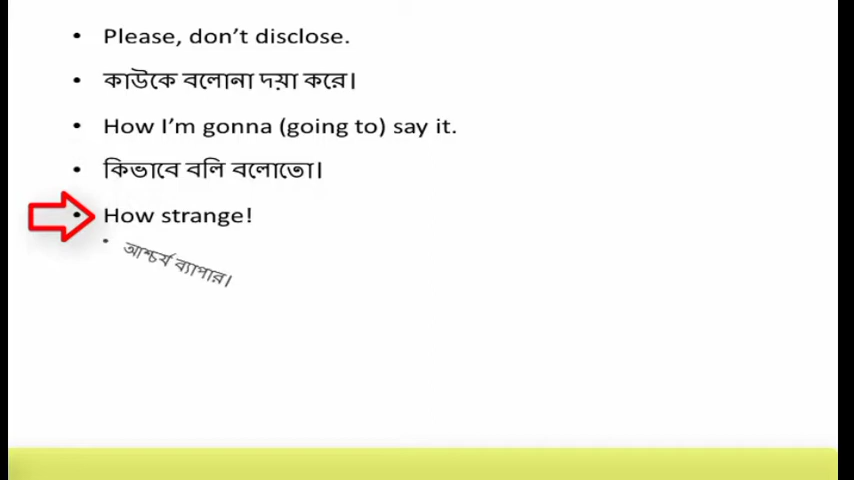 • Please, don't disclose.
• কাউকে বলোনা দয়া করে।
• How I'm gonna (going to) say it.
• কিভাবে বলি বলোতো।
• How strange!
• আশ্চর্য ব্যাপার।